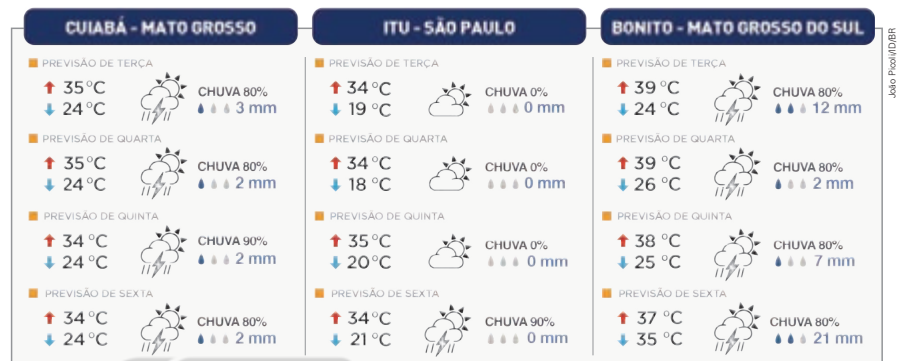 CUIABÁ - MATO GROSSO
PREVISÃO DE TERÇA
35°C
24°C
CHUVA 80%
3 mm
PREVISÃO DE QUARTA
35°C
24°C
CHUVA 80%
2 mm
PREVISÃO DE QUINTA
34°C
24°C
CHUVA 90%
2 mm
PREVISÃO DE SEXTA
34°C
24°C
CHUVA 80%
2 mm
ITU - SÃO PAULO
PREVISÃO DE TERÇA
34°C
19°C
CHUVA 0%
0 mm
PREVISÃO DE QUARTA
34°C
18°C
CHUVA 0%
0 mm
PREVISÃO DE QUINTA
35°C
20°C
CHUVA 0%
0 mm
PREVISÃO DE SEXTA
34°C
21°C
CHUVA 90%
0 mm
BONITO - MATO GROSSO DO SUL
PREVISÃO DE TERÇA
39°C
24°C
CHUVA 80%
12 mm
PREVISÃO DE QUARTA
39°C
26°C
CHUVA 80%
2 mm
PREVISÃO DE QUINTA
38°C
25°C
CHUVA 80%
7 mm
PREVISÃO DE SEXTA
37°C
35°C
CHUVA 80%
21 mm
João Picoli/ID/BR